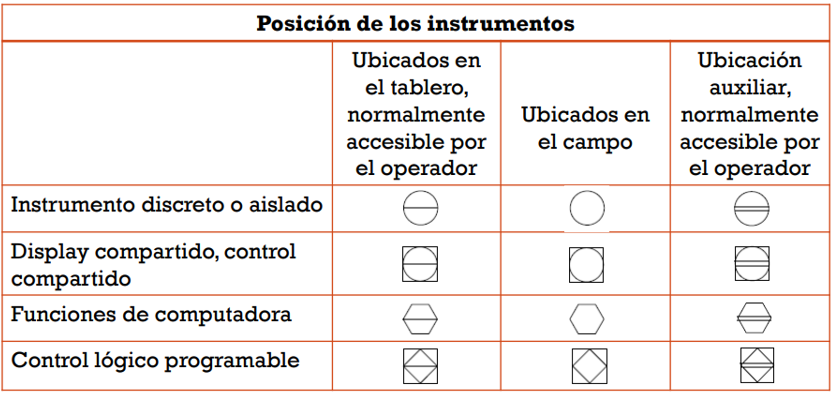 Posición de los instrumentos
Ubicados en
el tablero,
normalmente
accesible por
el operador
Ubicados en
el campo
Ubicación
auxiliar,
normalmente
accesible por
el operador
Instrumento discreto o aislado
Display compartido, control
compartido
Funciones de computadora
Control lógico programable